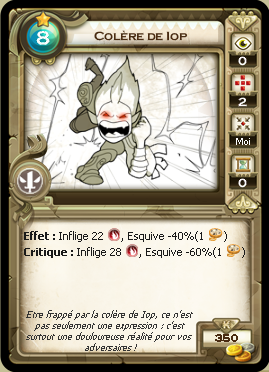 8
Colère de Iop
0
2
Moi
0
Effet : Inflige 22 , Esquive -40%(1 )
Critique : Inflige 28 , Esquive -60%(1 )
Etre frappé par la colère de Iop, ce n'est
pas seulement une expression : c'est
surtout une douloureuse réalité pour vos
adversaires !
K
350